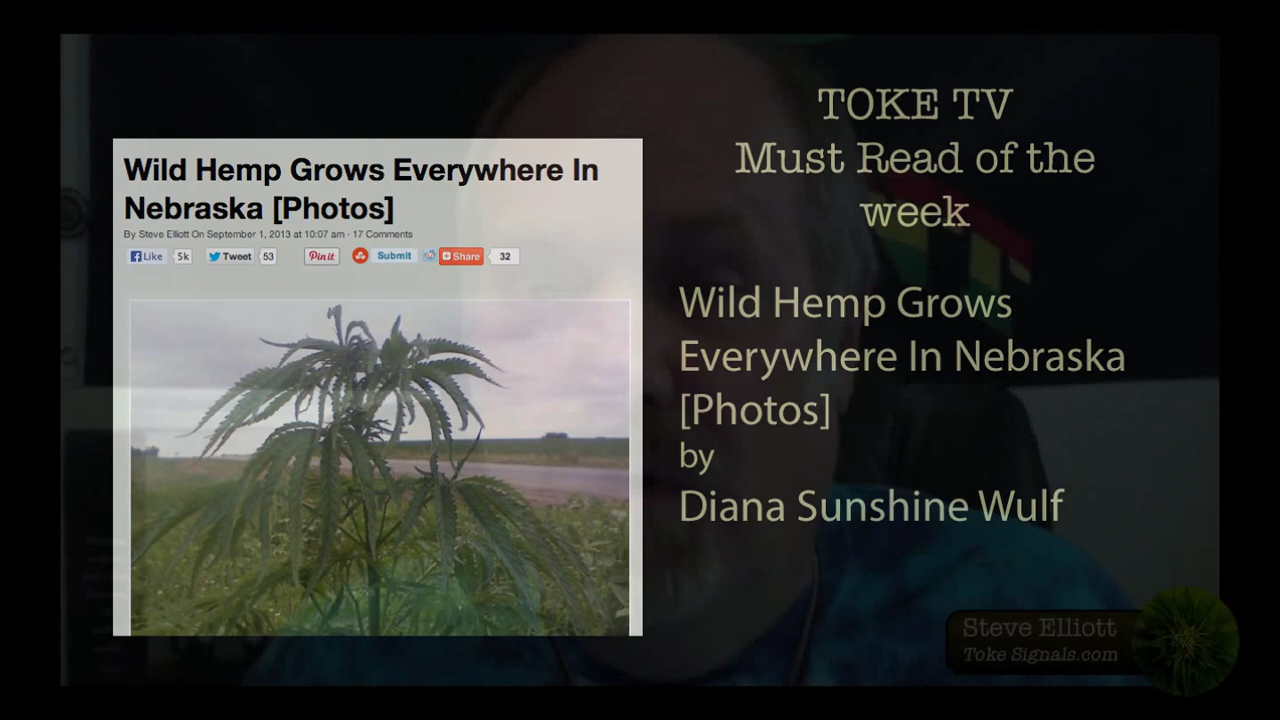 Wild Hemp Grows Everywhere In
Nebraska [Photos]
By Steve Elliott On September 1, 2013 at 10:07 am · 17 Comments
Like 5k Tweet 53 Pin it Submit Share 32
TOKE TV
Must Read of the
week
Wild Hemp Grows
Everywhere In Nebraska
[Photos]
by
Diana Sunshine Wulf
Steve Elliott
Toke Signals.com